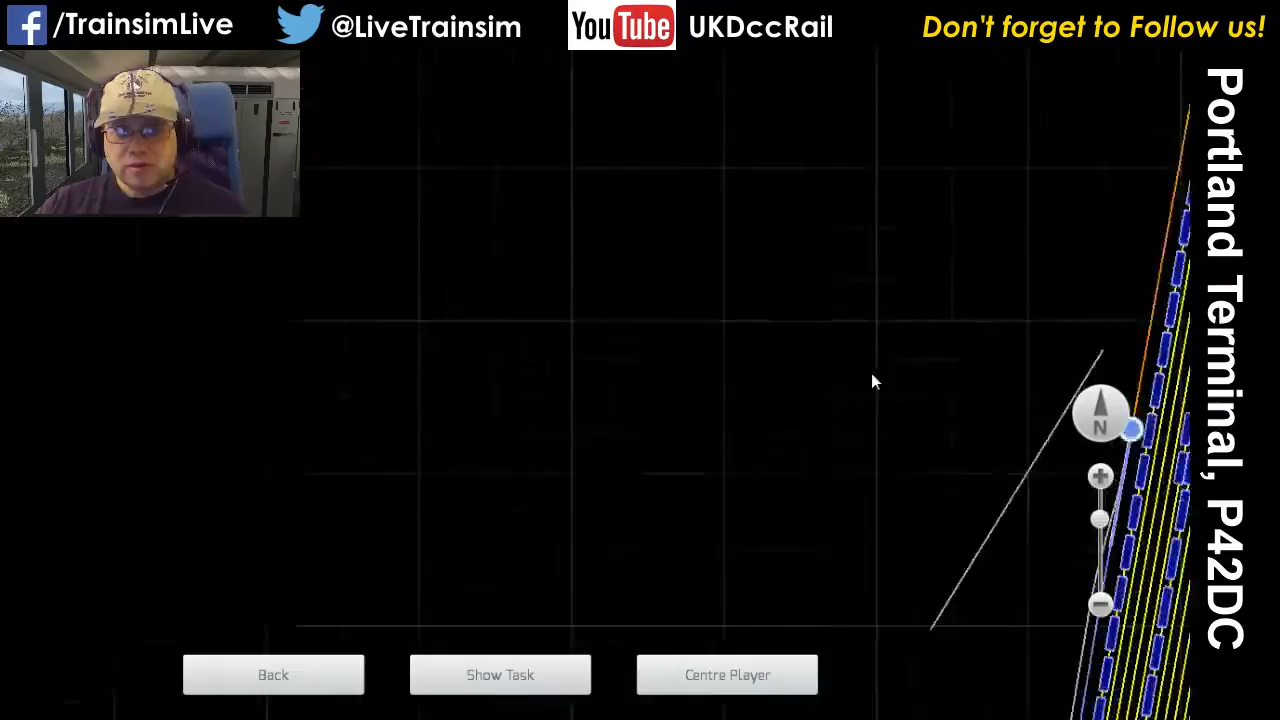 /TrainsimLive
@LiveTrainsim
YouTube
UKDccRail
Don't forget to Follow us!
Portland Terminal, P42DC
N
Back
Show Task
Centre Player